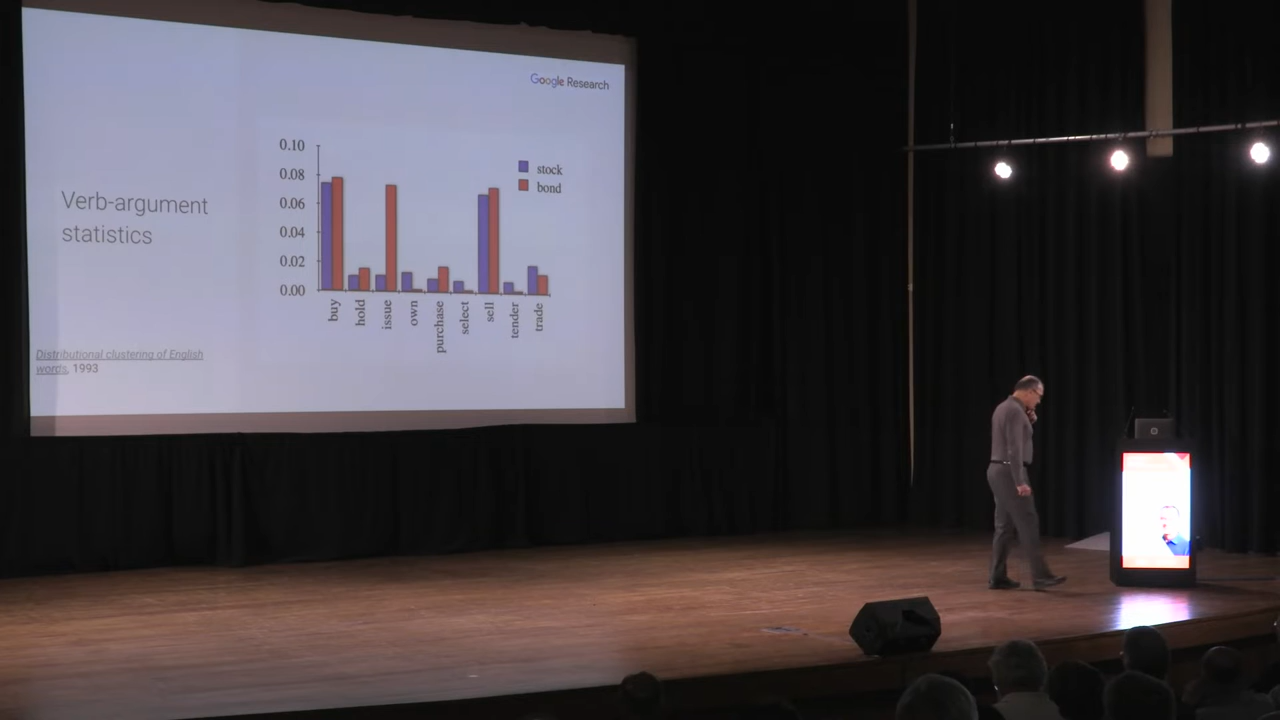 Google Research
Verb-argument
statistics
0.10
0.08
0.06
0.04
0.02
0.00
stock
bond
buy
hold
issue
own
purchase
select
sell
tender
trade
Distributional clustering of English
words, 1993